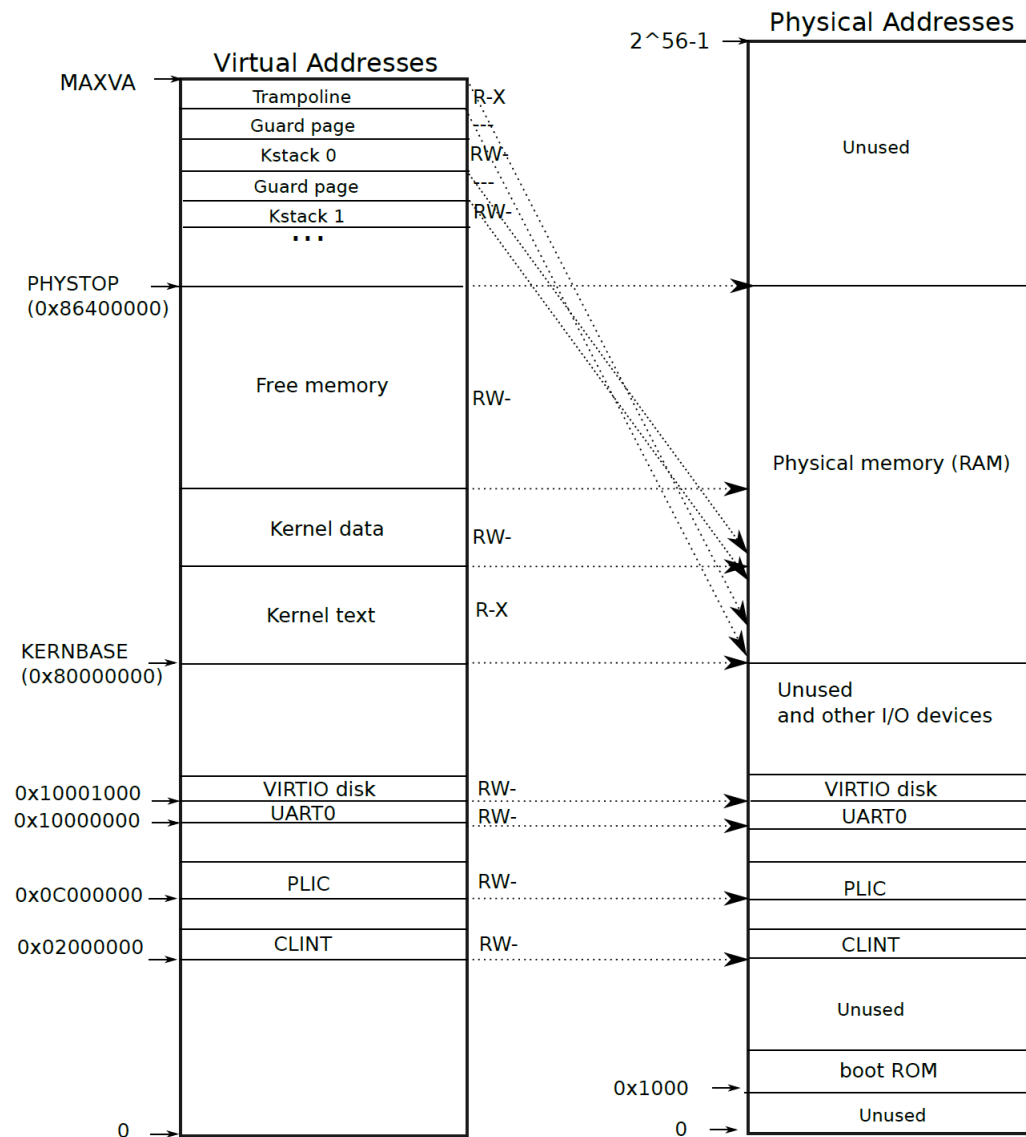 Physical Addresses
2^56-1
Virtual Addresses
MAXVA
Trampoline
R-X
Guard page
---
Unused
Kstack 0
RW-
Guard page
---
Kstack 1
RW-
...
PHYSTOP
(0x86400000)
Free memory
RW-
Physical memory (RAM)
Kernel data
RW-
Kernel text
R-X
KERNBASE
(0x80000000)
Unused
and other I/O devices
0x10001000
VIRTIO disk
RW-
VIRTIO disk
0x10000000
UART0
RW-
UART0
0x0C000000
PLIC
RW-
PLIC
0x02000000
CLINT
RW-
CLINT
Unused
boot ROM
0x1000
Unused
0
0